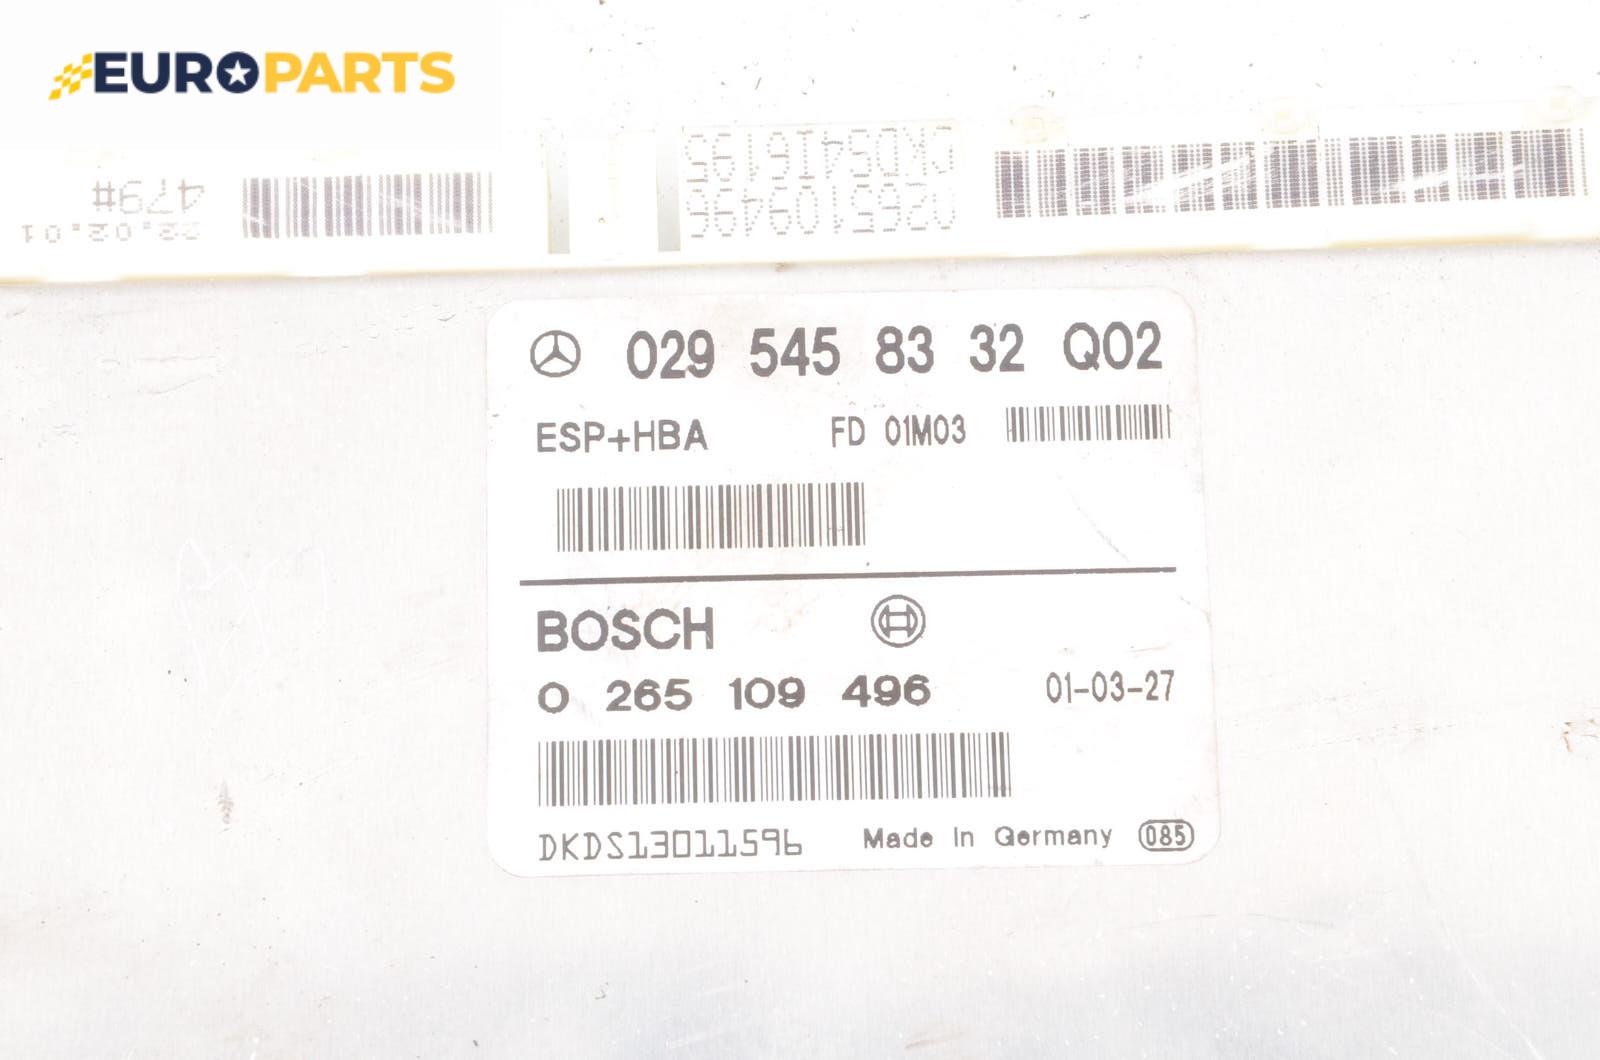 EUROPARTS
479#
22.02.01
CKD5416195
0265109496
029 545 83 32 Q02
ESP+HBA FD 01M03
BOSCH
0 265 109 496 01-03-27
DKDS13011596 Made In Germany 085